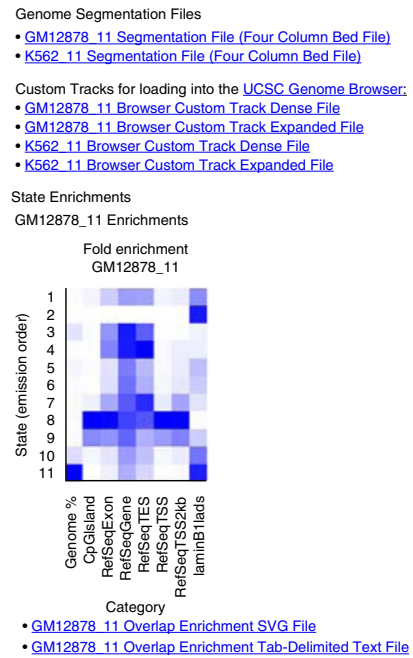 Genome Segmentation Files
• GM12878_11 Segmentation File (Four Column Bed File)
• K562_11 Segmentation File (Four Column Bed File)
Custom Tracks for loading into the UCSC Genome Browser:
• GM12878_11 Browser Custom Track Dense File
• GM12878_11 Browser Custom Track Expanded File
• K562_11 Browser Custom Track Dense File
• K562_11 Browser Custom Track Expanded File
State Enrichments
GM12878_11 Enrichments
Fold enrichment
GM12878_11
State (emission order)
1
2
3
4
5
6
7
8
9
10
11
Genome %
CpGIsland
RefSeqExon
RefSeqGene
RefSeqTES
RefSeqTSS
RefSeqTSS2kb
laminB1lads
Category
• GM12878_11 Overlap Enrichment SVG File
• GM12878_11 Overlap Enrichment Tab-Delimited Text File